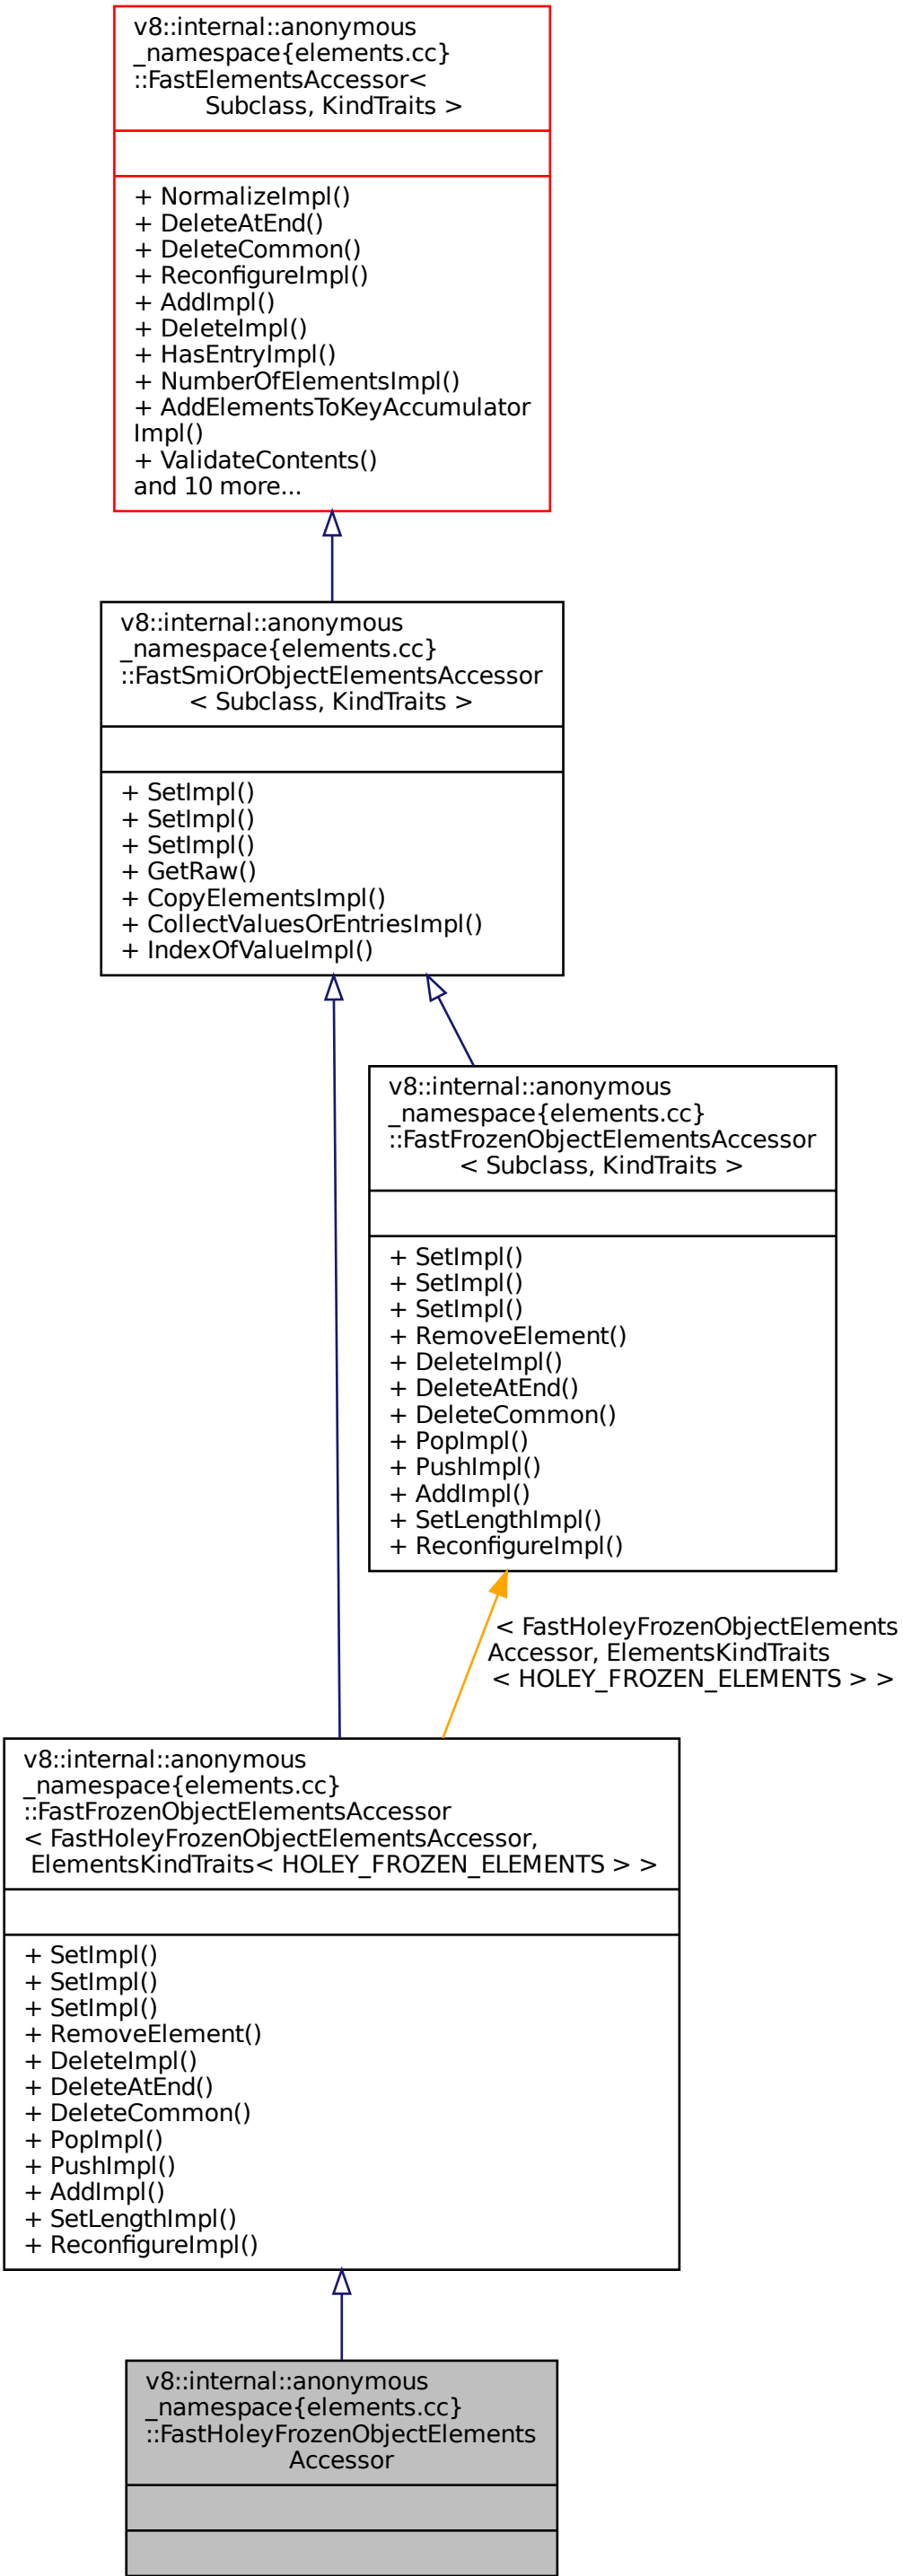 v8::internal::anonymous
_namespace{elements.cc}
::FastElementsAccessor<
Subclass, KindTraits >
+ NormalizeImpl()
+ DeleteAtEnd()
+ DeleteCommon()
+ ReconfigureImpl()
+ AddImpl()
+ DeleteImpl()
+ HasEntryImpl()
+ NumberOfElementsImpl()
+ AddElementsToKeyAccumulator
Impl()
+ ValidateContents()
and 10 more...
v8::internal::anonymous
_namespace{elements.cc}
::FastSmiOrObjectElementsAccessor
< Subclass, KindTraits >
+ SetImpl()
+ SetImpl()
+ SetImpl()
+ GetRaw()
+ CopyElementsImpl()
+ CollectValuesOrEntriesImpl()
+ IndexOfValueImpl()
v8::internal::anonymous
_namespace{elements.cc}
::FastFrozenObjectElementsAccessor
< Subclass, KindTraits >
+ SetImpl()
+ SetImpl()
+ SetImpl()
+ RemoveElement()
+ DeleteImpl()
+ DeleteAtEnd()
+ DeleteCommon()
+ PopImpl()
+ PushImpl()
+ AddImpl()
+ SetLengthImpl()
+ ReconfigureImpl()
< FastHoleyFrozenObjectElements
Accessor, ElementsKindTraits
< HOLEY_FROZEN_ELEMENTS > >
v8::internal::anonymous
_namespace{elements.cc}
::FastFrozenObjectElementsAccessor
< FastHoleyFrozenObjectElementsAccessor,
ElementsKindTraits< HOLEY_FROZEN_ELEMENTS > >
+ SetImpl()
+ SetImpl()
+ SetImpl()
+ RemoveElement()
+ DeleteImpl()
+ DeleteAtEnd()
+ DeleteCommon()
+ PopImpl()
+ PushImpl()
+ AddImpl()
+ SetLengthImpl()
+ ReconfigureImpl()
v8::internal::anonymous
_namespace{elements.cc}
::FastHoleyFrozenObjectElements
Accessor